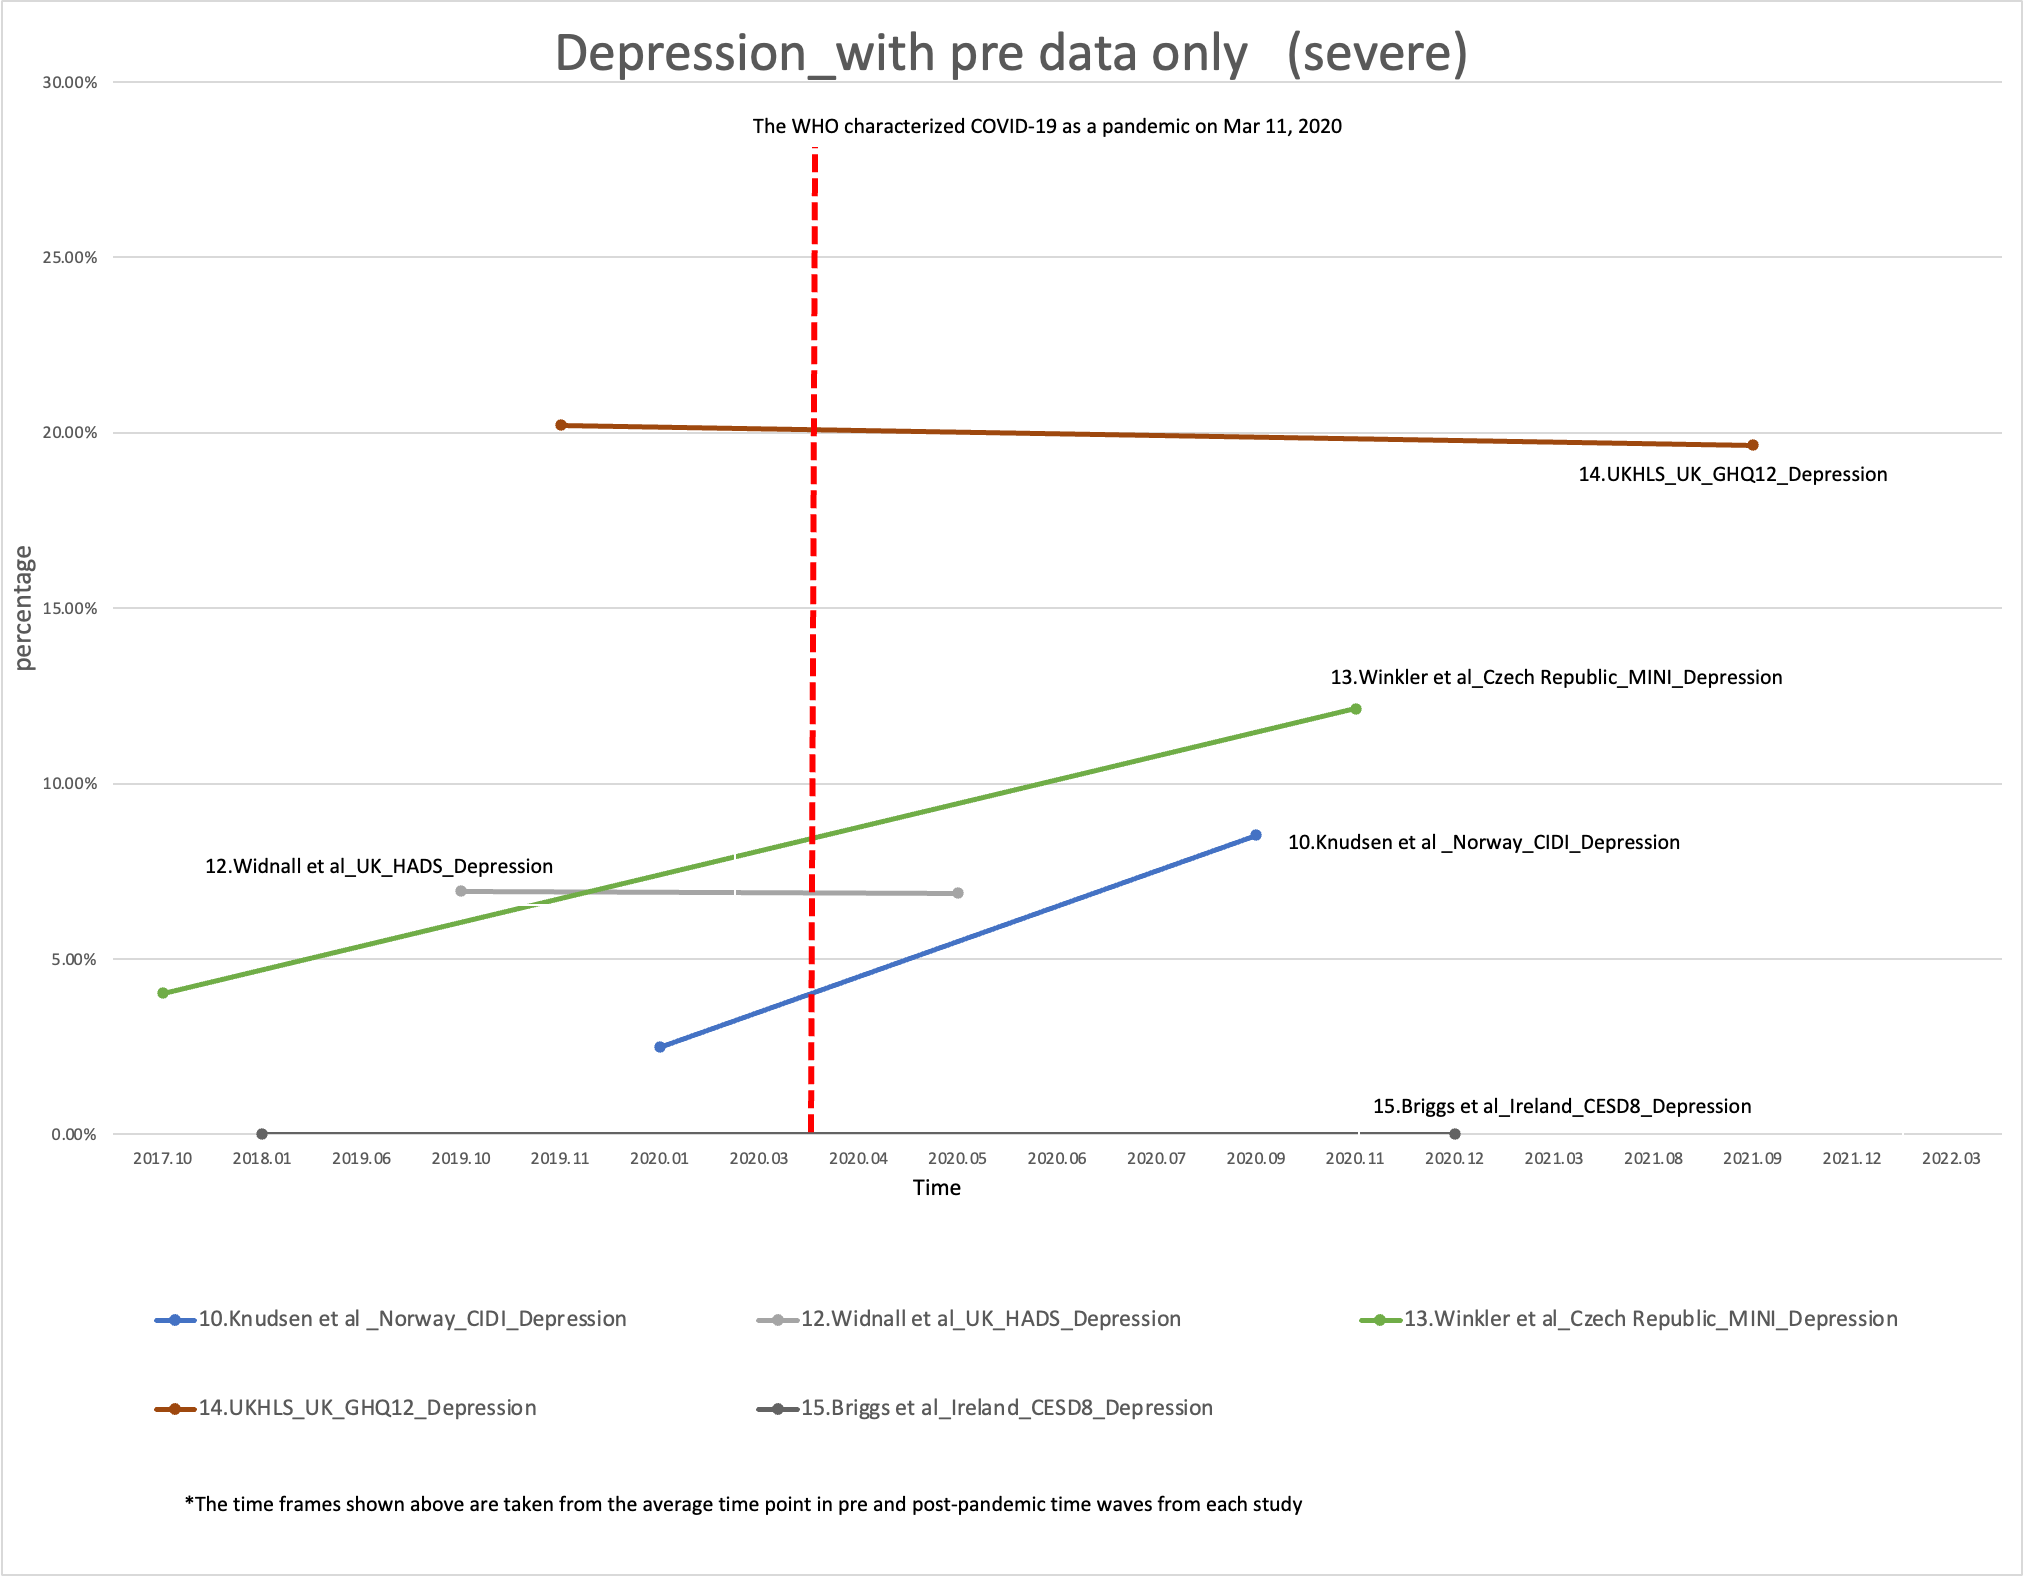 Depression_with pre data only (severe)
30.00%
The WHO characterized COVID-19 as a pandemic on Mar 11, 2020
25.00%
20.00%
14.UKHLS_UK_GHQ12_Depression
percentage
15.00%
13.Winkler et al_Czech Republic_MINI_Depression
10.00%
10.Knudsen et al _Norway_CIDI_Depression
12.Widnall et al_UK_HADS_Depression
5.00%
15.Briggs et al_Ireland_CESD8_Depression
0.00%
2017.10 2018.01 2019.06 2019.10 2019.11 2020.01 2020.03 2020.04 2020.05 2020.06 2020.07 2020.09 2020.11 2020.12 2021.03 2021.08 2021.09 2021.12 2022.03
Time
10.Knudsen et al _Norway_CIDI_Depression 12.Widnall et al_UK_HADS_Depression 13.Winkler et al_Czech Republic_MINI_Depression
14.UKHLS_UK_GHQ12_Depression 15.Briggs et al_Ireland_CESD8_Depression
*The time frames shown above are taken from the average time point in pre and post-pandemic time waves from each study